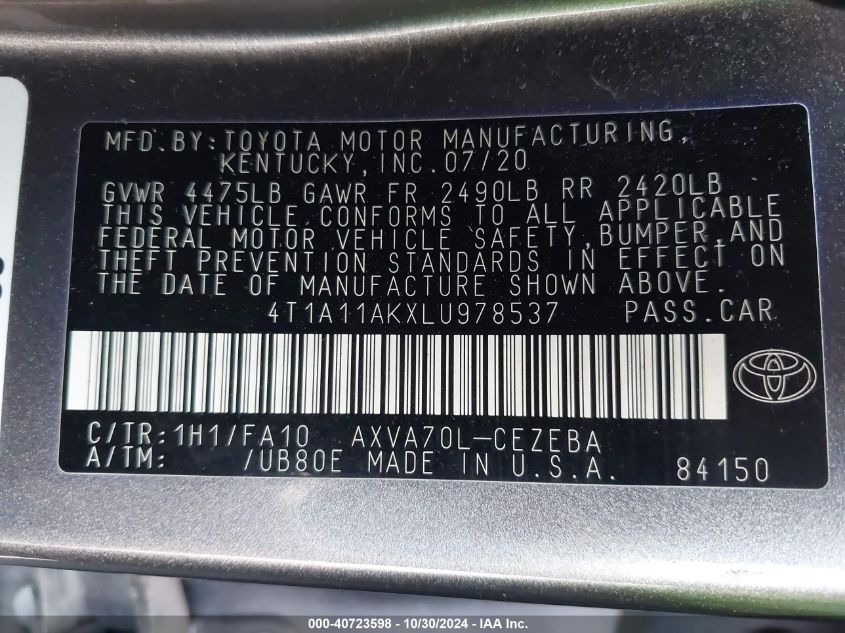 MFD.BY:TOYOTA MOTOR MANUFACTURING,
KENTUCKY,INC.07/20
GVWR 4475LB GAWR FR 2490LB RR 2420LB
THIS VEHICLE CONFORMS TO ALL APPLICABLE
FEDERAL MOTOR VEHICLE SAFETY,BUMPER,AND
THEFT PREVENTION STANDARDS IN EFFECT ON
THE DATE OF MANUFACTURE SHOWN ABOVE.
4T1A11AKXLU978537 PASS.CAR
C/TR:1H1/FA10 AXVA70L-CEZEBA
A/TM: /UB80E MADE IN U.S.A. 84150
000-40723598 - 10/30/2024 - IAA Inc.